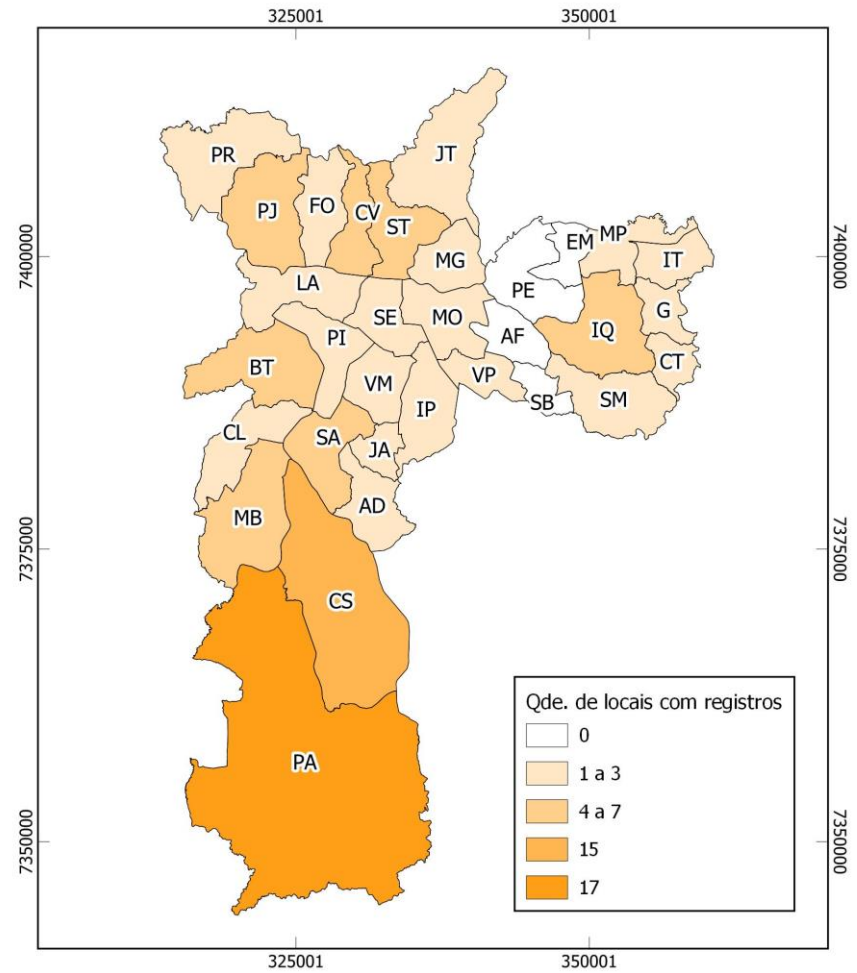 325001 350001
PR
JT
PJ
FO
CV
ST
EM
MP
7400000
MG
IT
7400000
LA
PE
SE
MO
G
PI
AF
IQ
BT
CT
VM
VP
IP
SB
SM
CL
SA
JA
AD
MB
7375000
7375000
CS
Qde. de locais com registros
0
PA
1 a 3
4 a 7
7350000
7350000
15
17
325001 350001